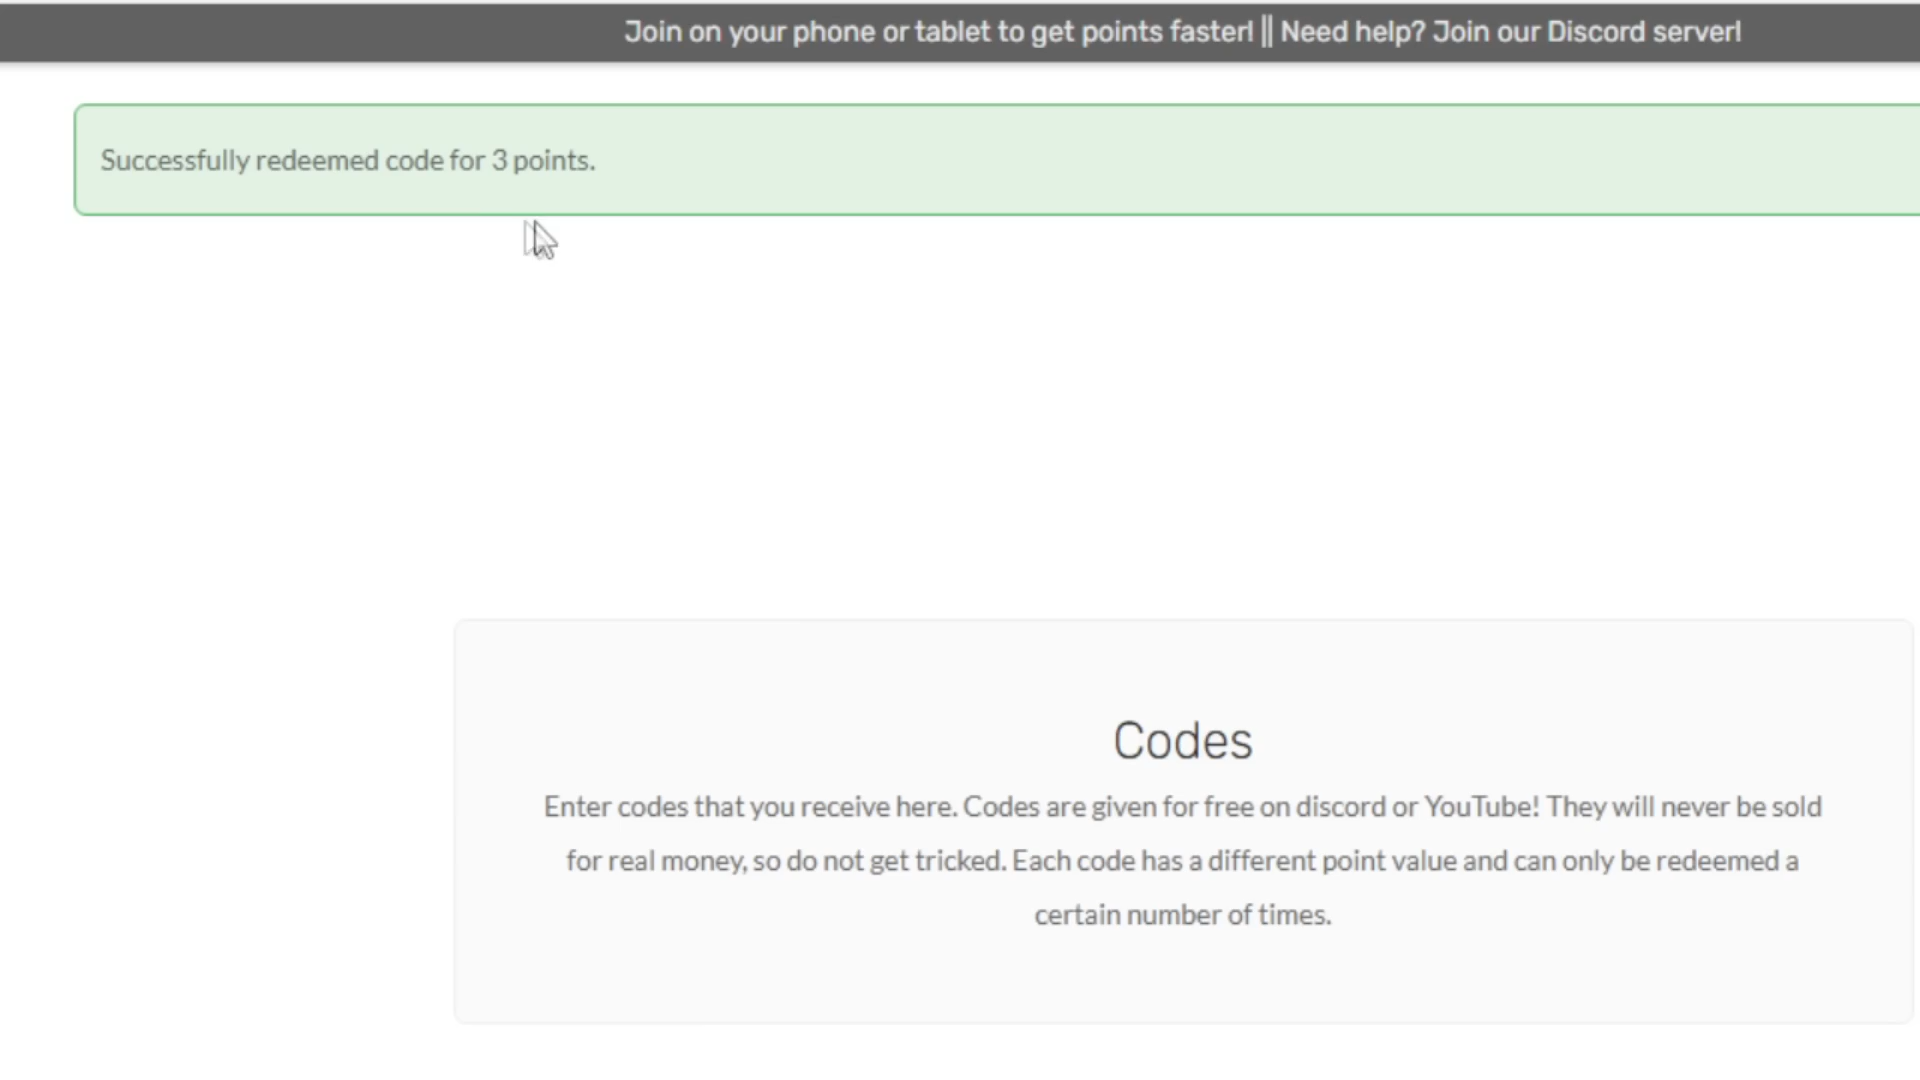 Join on your phone or tablet to get points faster! || Need help? Join our Discord server!
Successfully redeemed code for 3 points.
Codes
Enter codes that you receive here. Codes are given for free on discord or YouTube! They will never be sold
for real money, so do not get tricked. Each code has a different point value and can only be redeemed a
certain number of times.